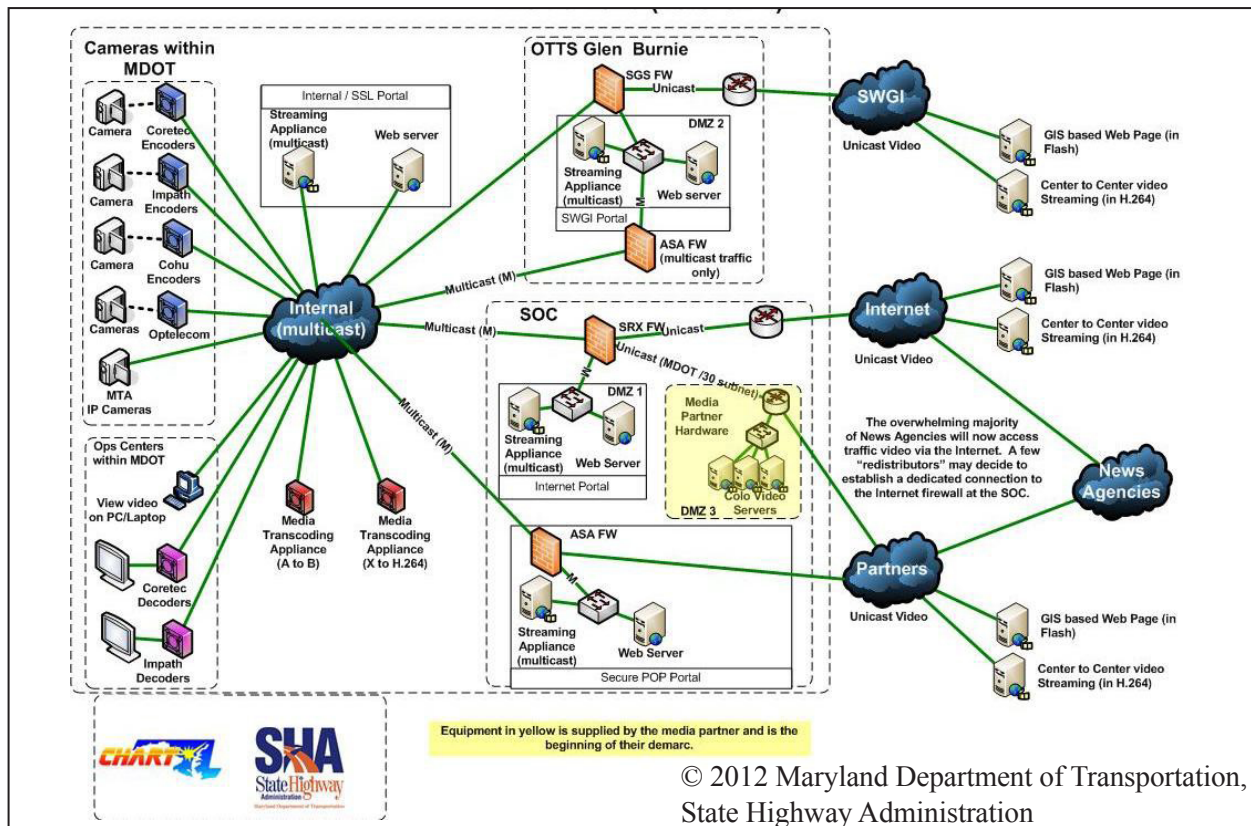 Cameras within
MDOT
Camera
Coretec
Encoders
Camera
Impath
Encoders
Camera
Cohu
Encoders
Cameras
Optelecom
MTA
IP Cameras
Ops Centers
within MDOT
View video
on PC/Laptop
Coretec
Decoders
Impath
Decoders
Internal / SSL Portal
Streaming
Appliance
(multicast)
Web server
Internal
(multicast)
Media
Transcoding
Appliance
(A to B)
Media
Transcoding
Appliance
(X to H.264)
Multicast (M)
Multicast (M)
Multicast (M)
OTTS Glen Burnie
SGS FW
Unicast
DMZ 2
Streaming
Appliance
(multicast)
Web server
M
SWGI Portal
ASA FW
(multicast traffic
only)
SOC
SRX FW
Unicast
Unicast (MDOT /30 subnet)
M
DMZ 1
Streaming
Appliance
(multicast)
Web Server
Internet Portal
Media
Partner
Hardware
Colo Video
Servers
DMZ 3
ASA FW
M
Streaming
Appliance
(multicast)
Web Server
Secure POP Portal
SWGI
Unicast Video
GIS based Web Page (in
Flash)
Center to Center video
Streaming (in H.264)
Internet
Unicast Video
GIS based Web Page (in
Flash)
Center to Center video
Streaming (in H.264)
The overwhelming majority
of News Agencies will now access
traffic video via the Internet. A few
“redistributors” may decide to
establish a dedicated connection to
the Internet firewall at the SOC.
News
Agencies
Partners
Unicast Video
GIS based Web Page (in
Flash)
Center to Center video
Streaming (in H.264)
CHART
SHA
State Highway
Administration
Maryland Department of Transportation
Equipment in yellow is supplied by the media partner and is the
beginning of their demarc.
© 2012 Maryland Department of Transportation,
State Highway Administration